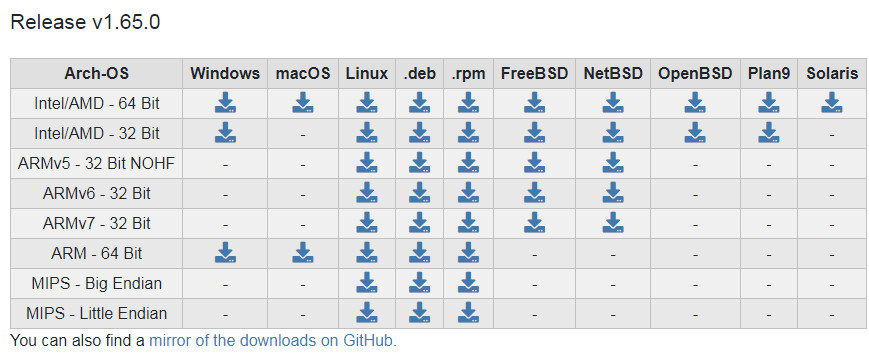 Release v1.65.0
Arch-OS Windows macOS Linux .deb .rpm FreeBSD NetBSD OpenBSD Plan9 Solaris
Intel/AMD - 64 Bit
Intel/AMD - 32 Bit - -
ARMv5 - 32 Bit NOHF - - - - -
ARMv6 - 32 Bit - - - - -
ARMv7 - 32 Bit - - - - -
ARM - 64 Bit - - - - -
MIPS - Big Endian - - - - - - -
MIPS - Little Endian - - - - - - -
You can also find a mirror of the downloads on GitHub.